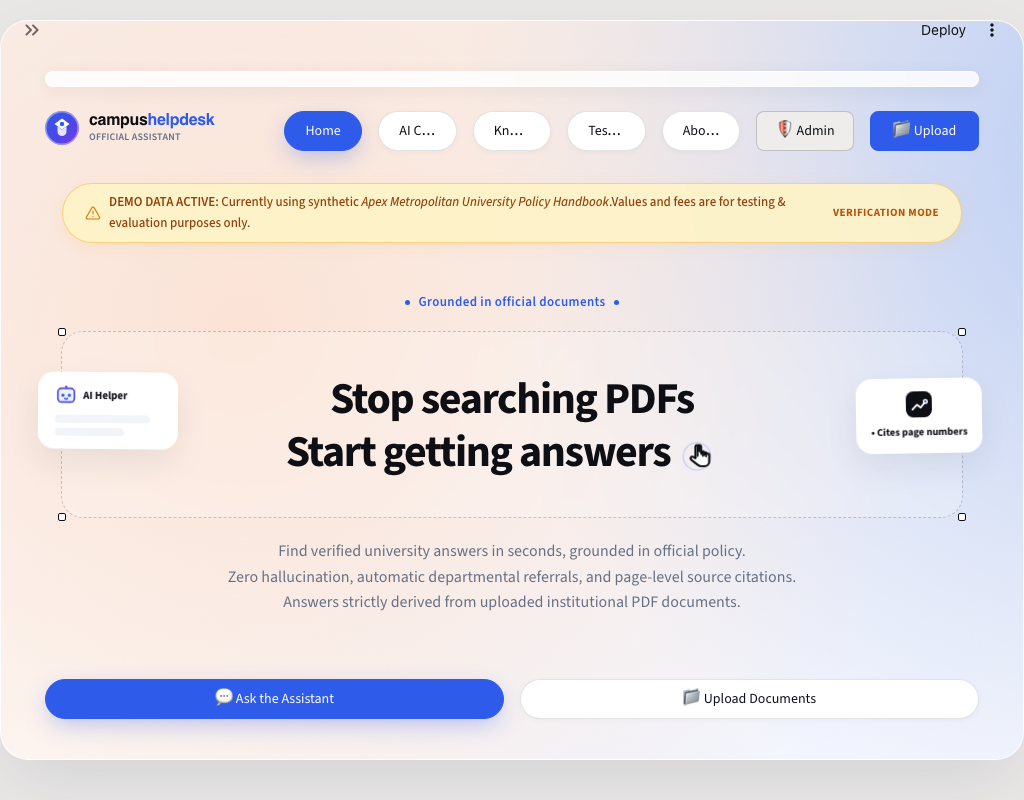 Deploy
campushelpdesk
OFFICIAL ASSISTANT
Home
AI C...
Kn...
Tes...
Abo...
Admin
Upload
DEMO DATA ACTIVE: Currently using synthetic Apex Metropolitan University Policy Handbook.Values and fees are for testing &
evaluation purposes only.
VERIFICATION MODE
• Grounded in official documents •
AI Helper
Stop searching PDFs
Start getting answers
• Cites page numbers
Find verified university answers in seconds, grounded in official policy.
Zero hallucination, automatic departmental referrals, and page-level source citations.
Answers strictly derived from uploaded institutional PDF documents.
Ask the Assistant
Upload Documents